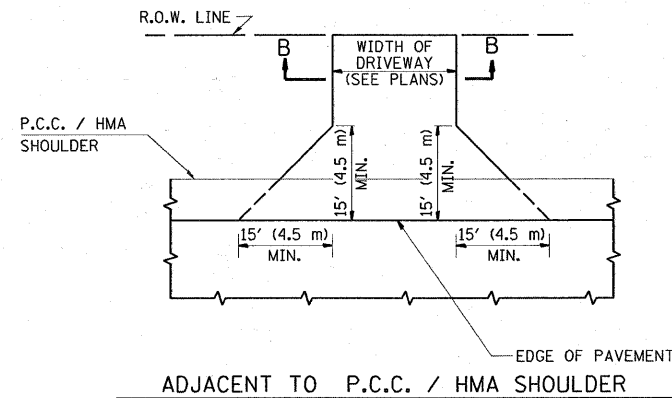 R.O.W. LINE
B
WIDTH OF
DRIVEWAY
(SEE PLANS)
B
P.C.C. / HMA
SHOULDER
15' (4.5 m)
MIN.
15' (4.5 m)
MIN.
15' (4.5 m)
MIN.
15' (4.5 m)
MIN.
EDGE OF PAVEMENT
ADJACENT TO P.C.C. / HMA SHOULDER